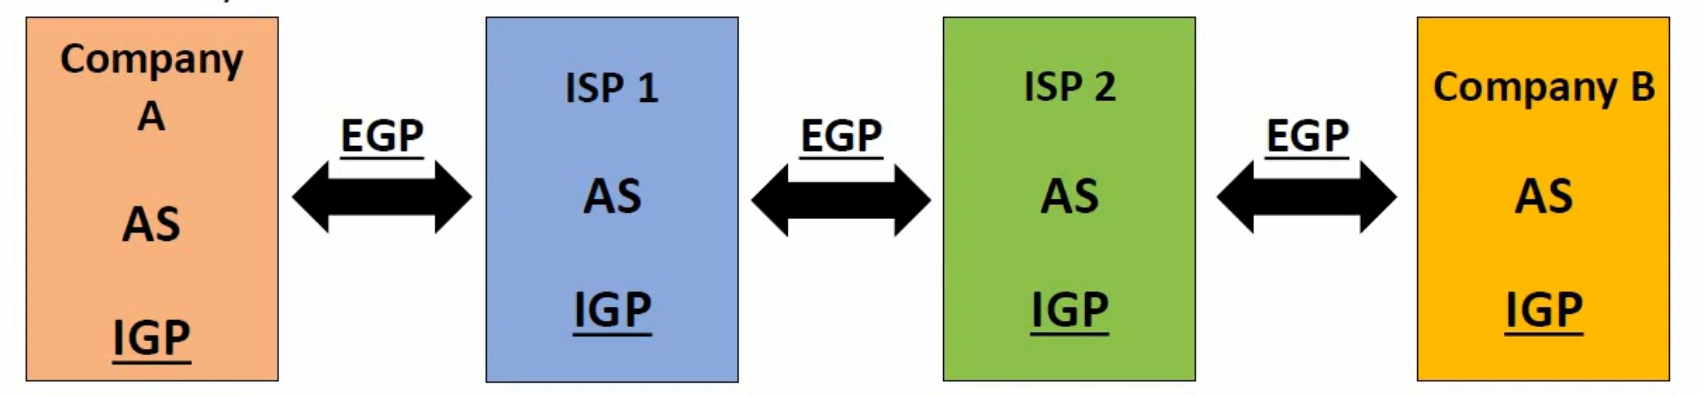 Company
A
AS
IGP
EGP
ISP 1
AS
IGP
EGP
ISP 2
AS
IGP
EGP
Company B
AS
IGP